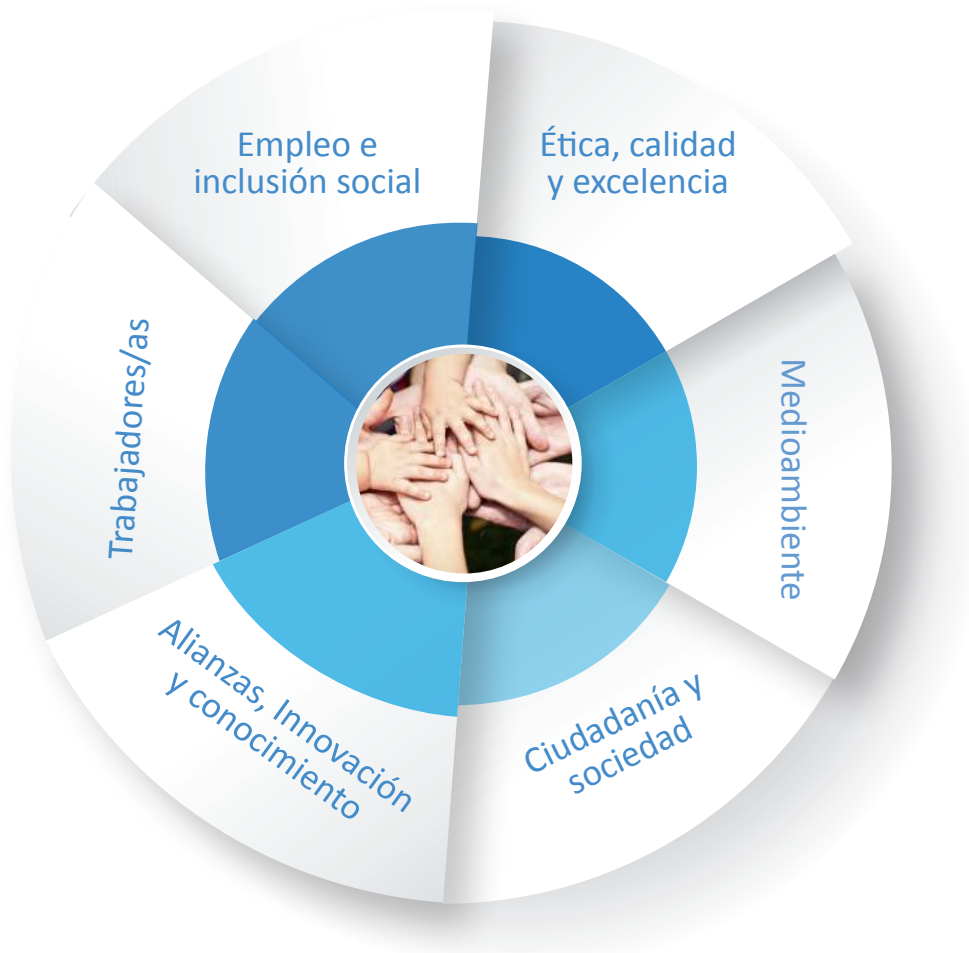 Empleo e
inclusión social
Ética, calidad
y excelencia
Medioambiente
Ciudadanía y
sociedad
Alianzas, Innovación
y conocimiento
Trabajadores/as